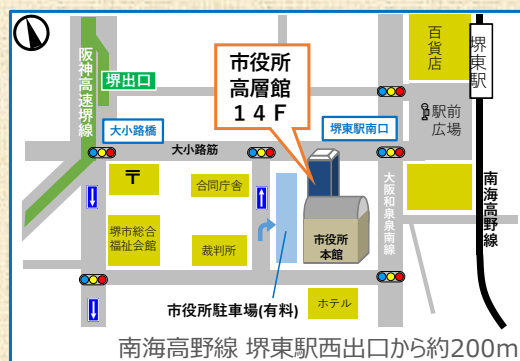 阪神高速堺線
堺出口
市役所
高層館
１４Ｆ
百貨店
堺東駅
駅前
広場
大小路橋
大小路筋
堺東駅南口
〒
合同庁舎
堺市総合
福祉会館
裁判所
市役所
本館
大阪和泉泉南線
南海高野線
市役所駐車場(有料)
ホテル
南海高野線 堺東駅西出口から約200m